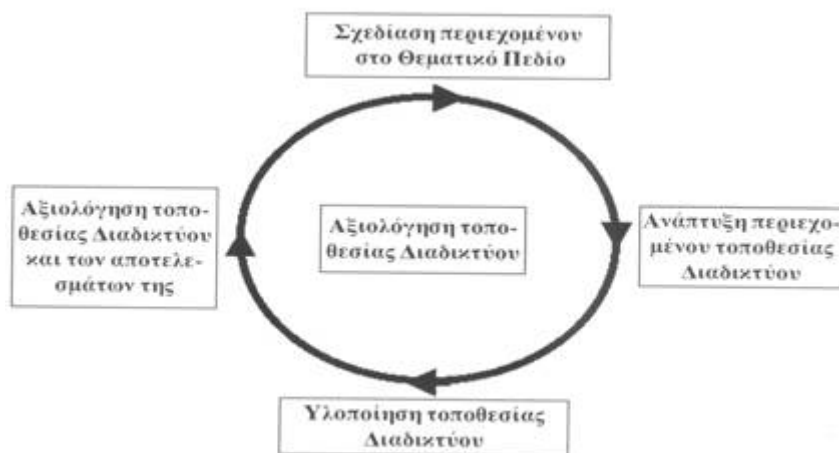 Σχεδίαση περιεχομένου
στο Θεματικό Πεδίο
Αξιολόγηση τοπο-
θεσίας Διαδικτύου
και των αποτελε-
σμάτων της
Αξιολόγηση τοπο-
θεσίας Διαδικτύου
Ανάπτυξη περιεχο-
μένου τοποθεσίας
Διαδικτύου
Υλοποίηση τοποθεσίας
Διαδικτύου